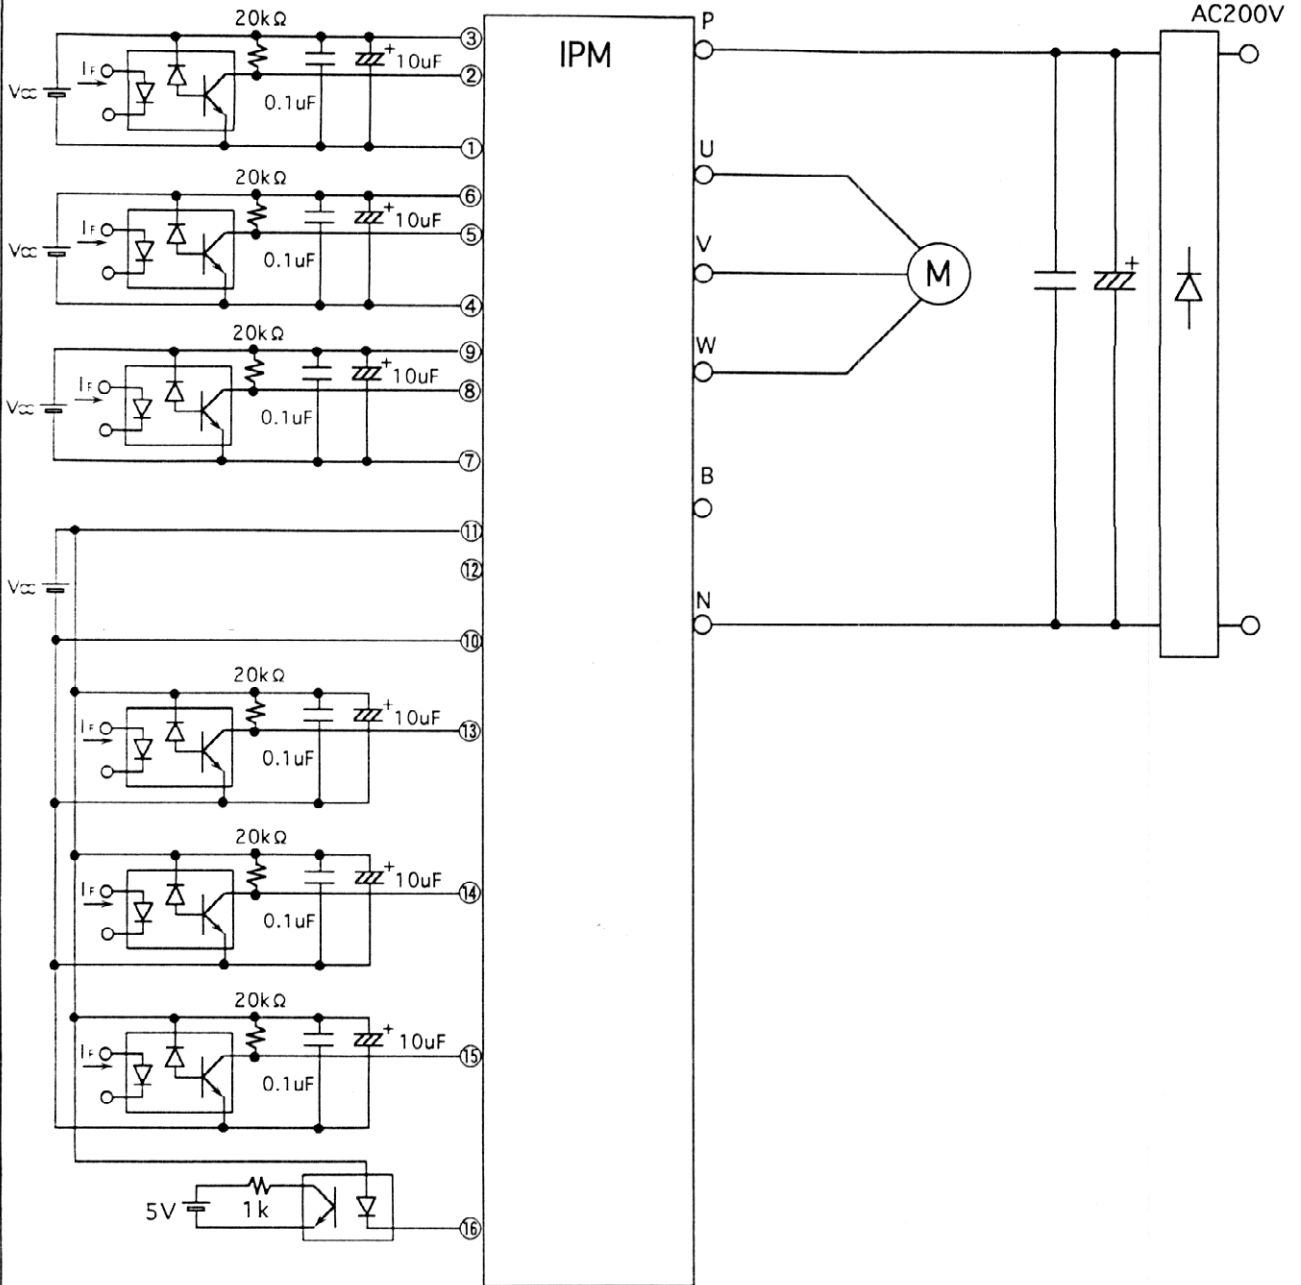 20kΩ
③
IF
+
10uF
②
Vcc
0.1uF
①
20kΩ
⑥
IF
+
10uF
⑤
Vcc
0.1uF
④
20kΩ
⑨
IF
+
10uF
⑧
Vcc
0.1uF
⑦
⑪
⑫
Vcc
⑩
20kΩ
IF
+
10uF
⑬
0.1uF
20kΩ
IF
+
10uF
⑭
0.1uF
20kΩ
IF
+
10uF
⑮
0.1uF
5V
1k
⑯
IPM
P
U
V
W
B
N
M
+
AC200V